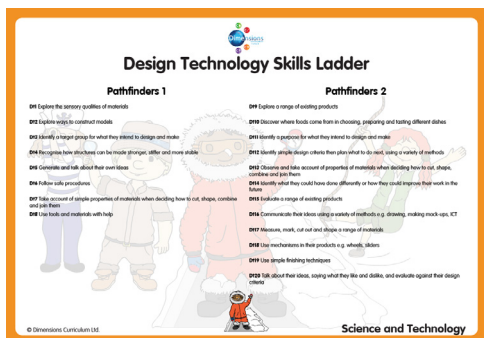 Dimensions
Design Technology Skills Ladder
Pathfinders 1
Dt1 Explore the sensory qualities of materials
Dt2 Explore ways to construct models
Dt3 Identify a target group for what they intend to design and make
Dt4 Recognise how structures can be made stronger, stiffer and more stable
Dt5 Generate and talk about their own ideas
Dt6 Follow safe procedures
Dt7 Take account of simple properties of materials when deciding how to cut, shape, combine
and join them
Dt8 Use tools and materials with help
Pathfinders 2
Dt9 Explore a range of existing products
Dt10 Discover where foods come from in choosing, preparing and tasting different dishes
Dt11 Identify a purpose for what they intend to design and make
Dt12 Identify simple design criteria then plan what to do next, using a variety of methods
Dt13 Observe and take account of properties of materials when deciding how to cut, shape,
combine and join them
Dt14 Identify what they could have done differently or how they could improve their work in the
future
Dt15 Evaluate a range of existing products
Dt16 Communicate their ideas using a variety of methods e.g. drawing, making mock-ups, ICT
Dt17 Measure, mark, cut out and shape a range of materials
Dt18 Use mechanisms in their products e.g. wheels, sliders
Dt19 Use simple finishing techniques
Dt20 Talk about their ideas, saying what they like and dislike, and evaluate against their design
criteria
© Dimensions Curriculum Ltd.
Science and Technology